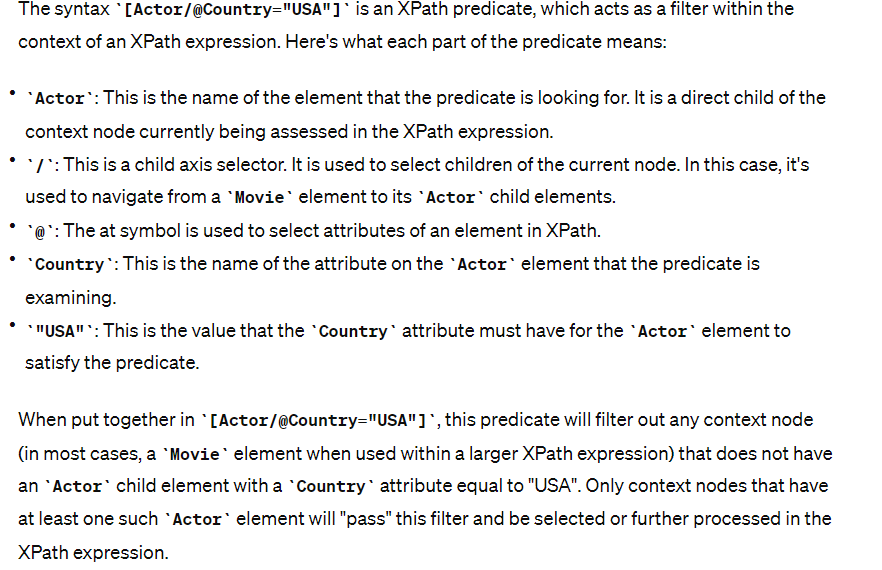 The syntax `[Actor/@Country="USA"]` is an XPath predicate, which acts as a filter within the
context of an XPath expression. Here's what each part of the predicate means:
• `Actor`: This is the name of the element that the predicate is looking for. It is a direct child of the
context node currently being assessed in the XPath expression.
• `/`: This is a child axis selector. It is used to select children of the current node. In this case, it's
used to navigate from a `Movie` element to its `Actor` child elements.
• `@`: The at symbol is used to select attributes of an element in XPath.
• `Country`: This is the name of the attribute on the `Actor` element that the predicate is
examining.
• `"USA"`: This is the value that the `Country` attribute must have for the `Actor` element to
satisfy the predicate.
When put together in `[Actor/@Country="USA"]`, this predicate will filter out any context node
(in most cases, a `Movie` element when used within a larger XPath expression) that does not have
an `Actor` child element with a `Country` attribute equal to "USA". Only context nodes that have
at least one such `Actor` element will "pass" this filter and be selected or further processed in the
XPath expression.